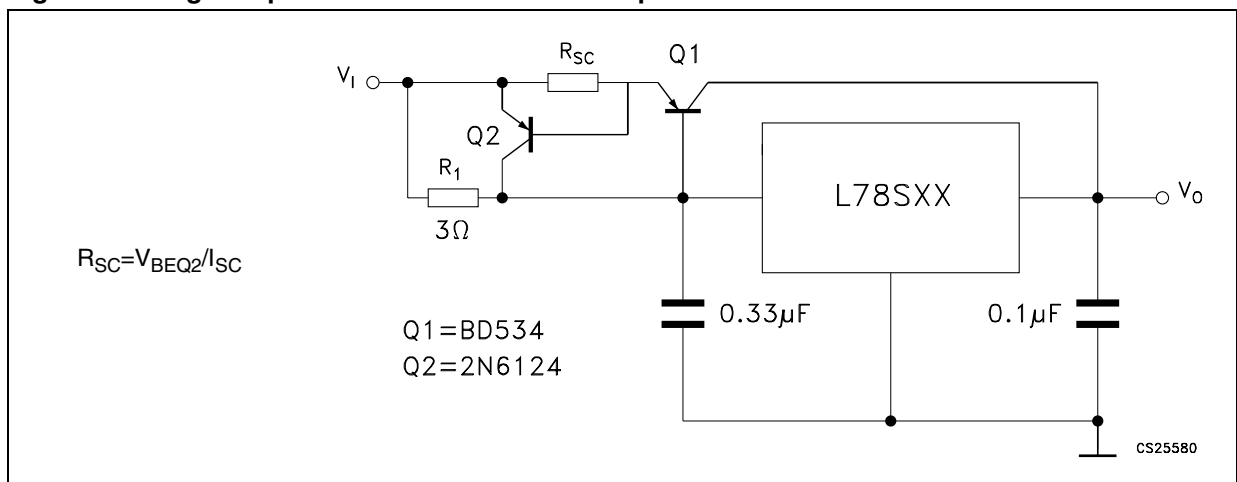 R_SC
Q1
V_I
Q2
R_1
3Ω
L78SXX
V_O
R_SC=V_BEQ2/I_SC
0.33µF
0.1µF
Q1=BD534
Q2=2N6124
CS25580